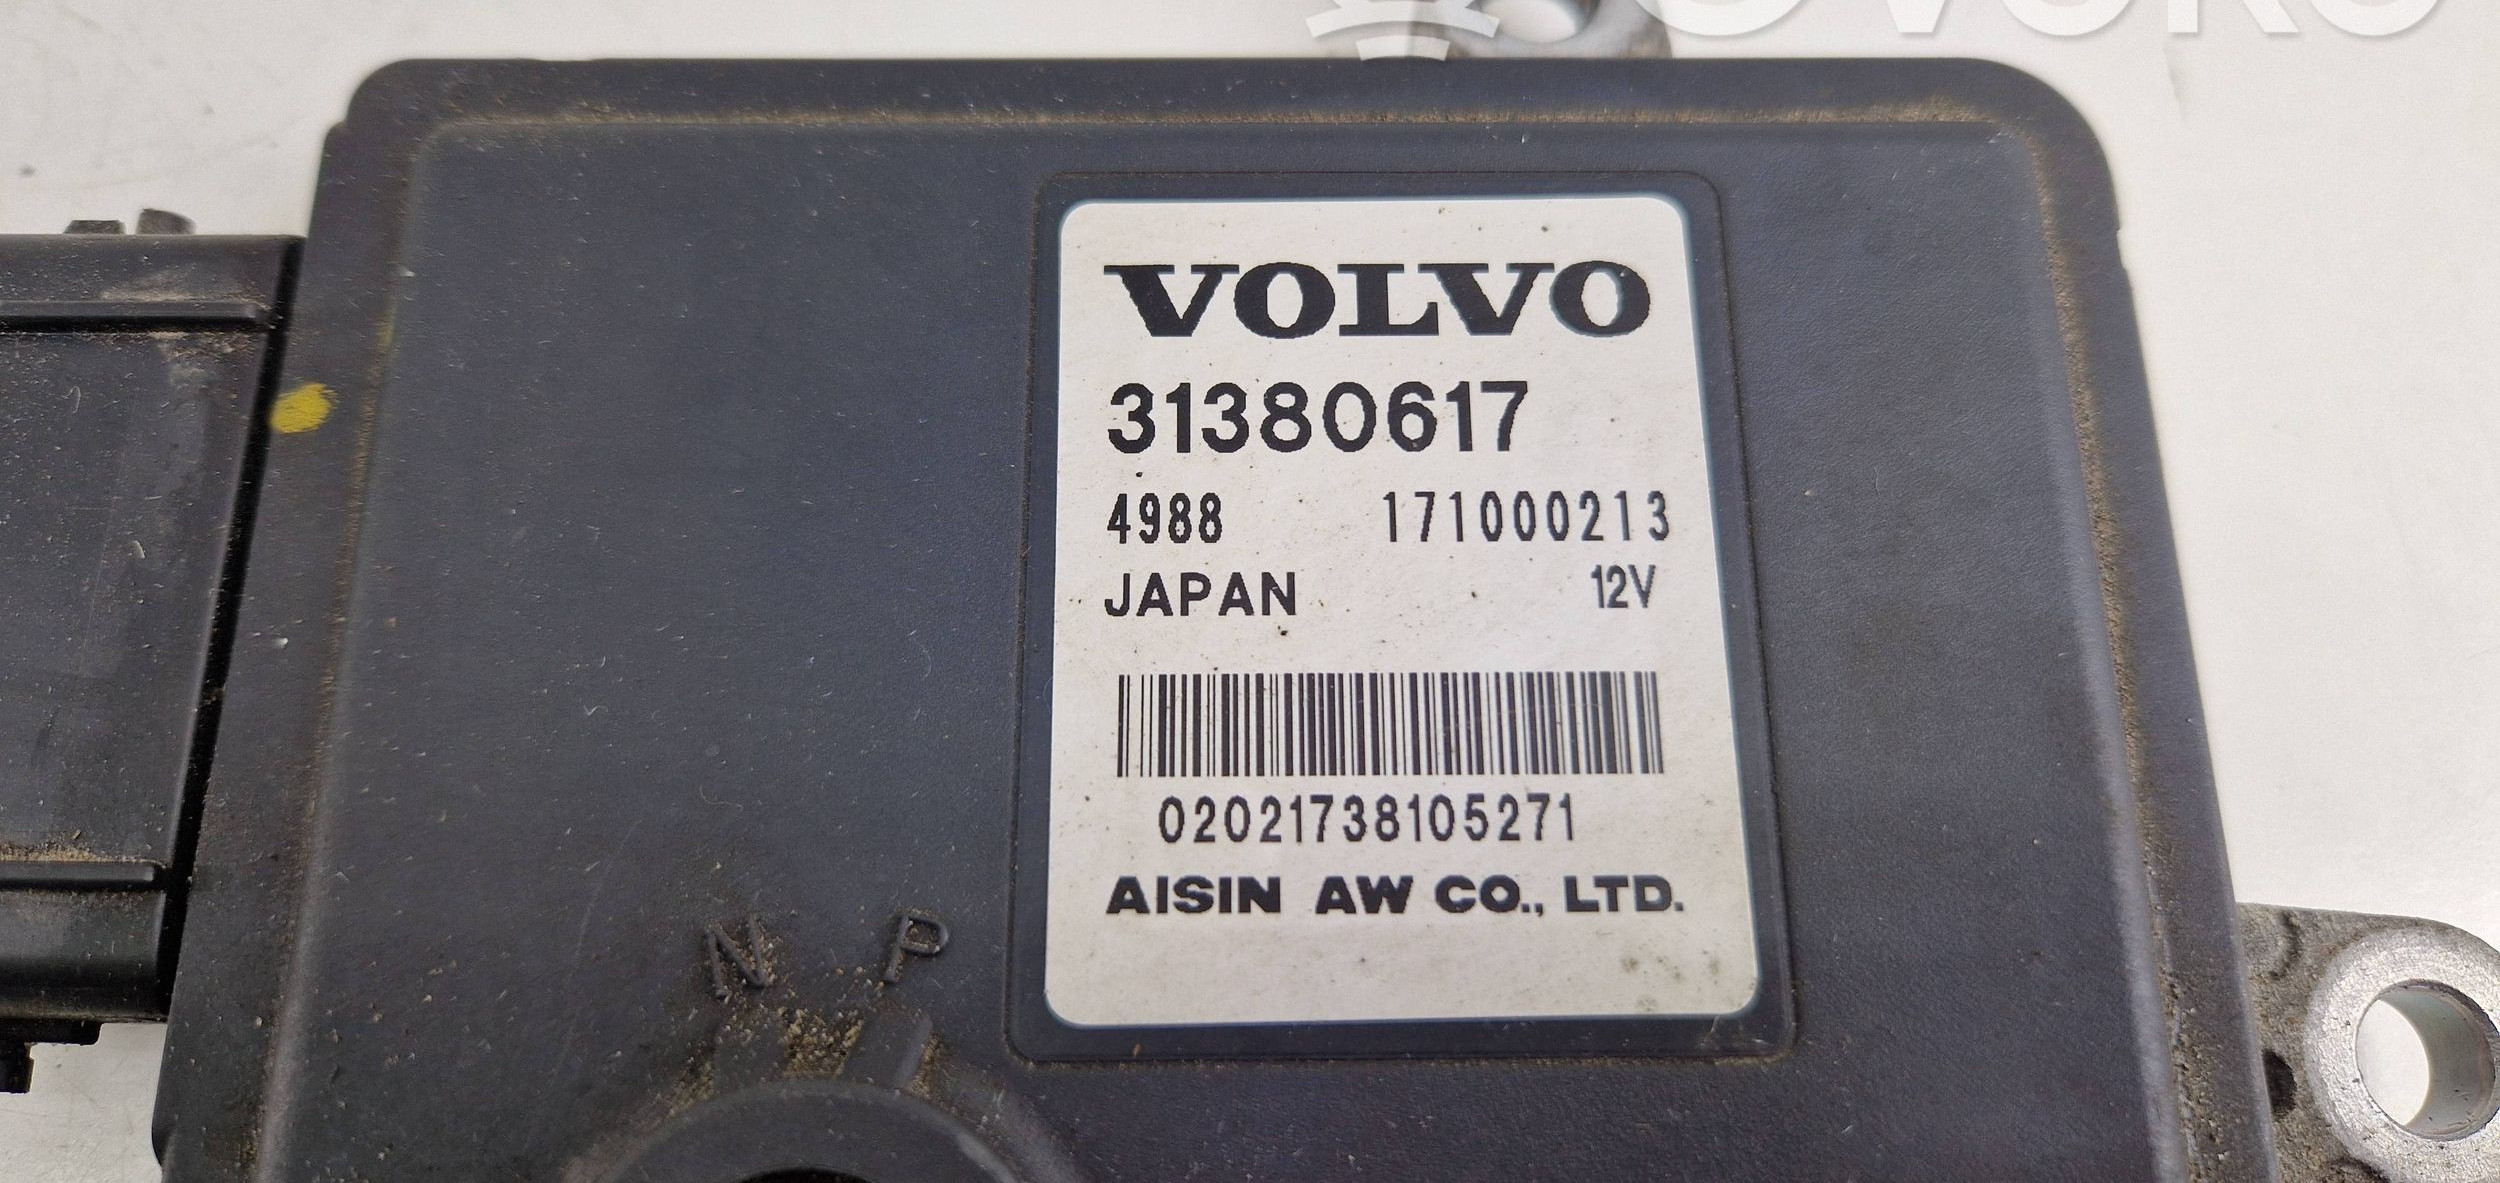 VOLVO
31380617
4988 171000213
JAPAN 12V
02021738105271
AISIN AW CO., LTD.
N P